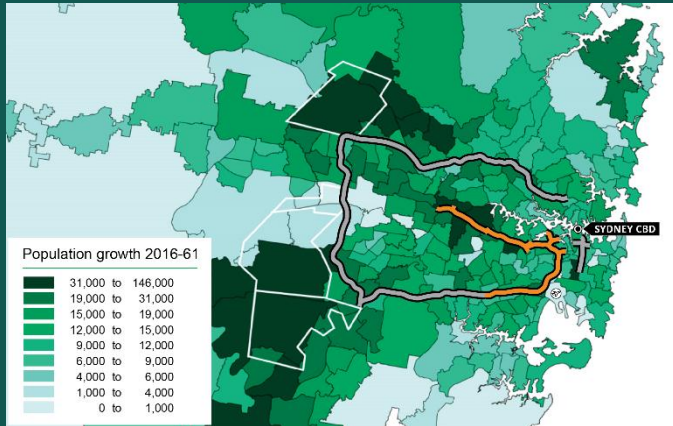 SYDNEY CBD
Population growth 2016-61
31,000 to 146,000
19,000 to 31,000
15,000 to 19,000
12,000 to 15,000
9,000 to 12,000
6,000 to 9,000
4,000 to 6,000
1,000 to 4,000
0 to 1,000